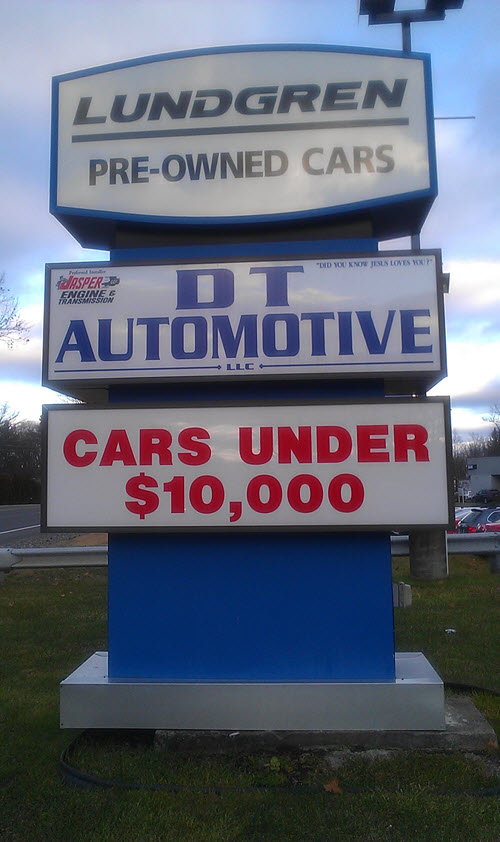 LUNDGREN
PRE-OWNED CARS
"DID YOU KNOW JESUS LOVES YOU?"
Preferred Installer
JASPER
ENGINE &
TRANSMISSION
DT
AUTOMOTIVE
LLC
CARS UNDER
$10,000